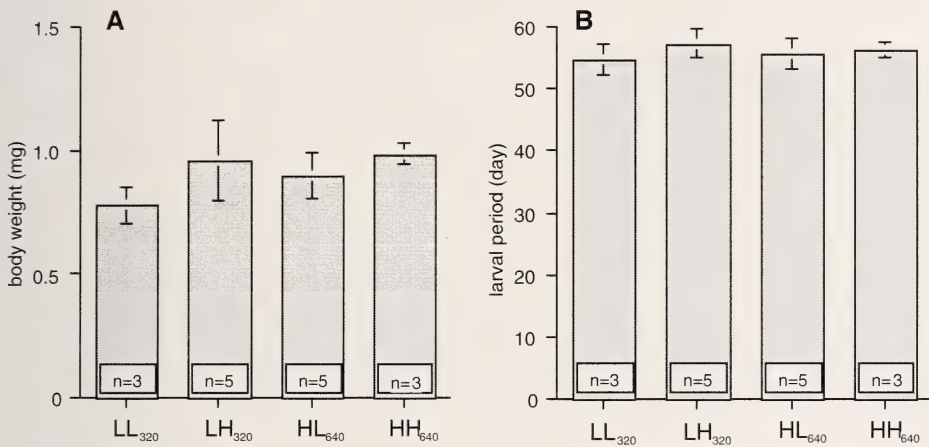 A
body weight (mg)
1.5
1.0
0.5
0
n=3 n=5 n=5 n=3
LL320 LH320 HL640 HH640
B
larval period (day)
60
50
40
30
20
10
0
n=3 n=5 n=5 n=3
LL320 LH320 HL640 HH640